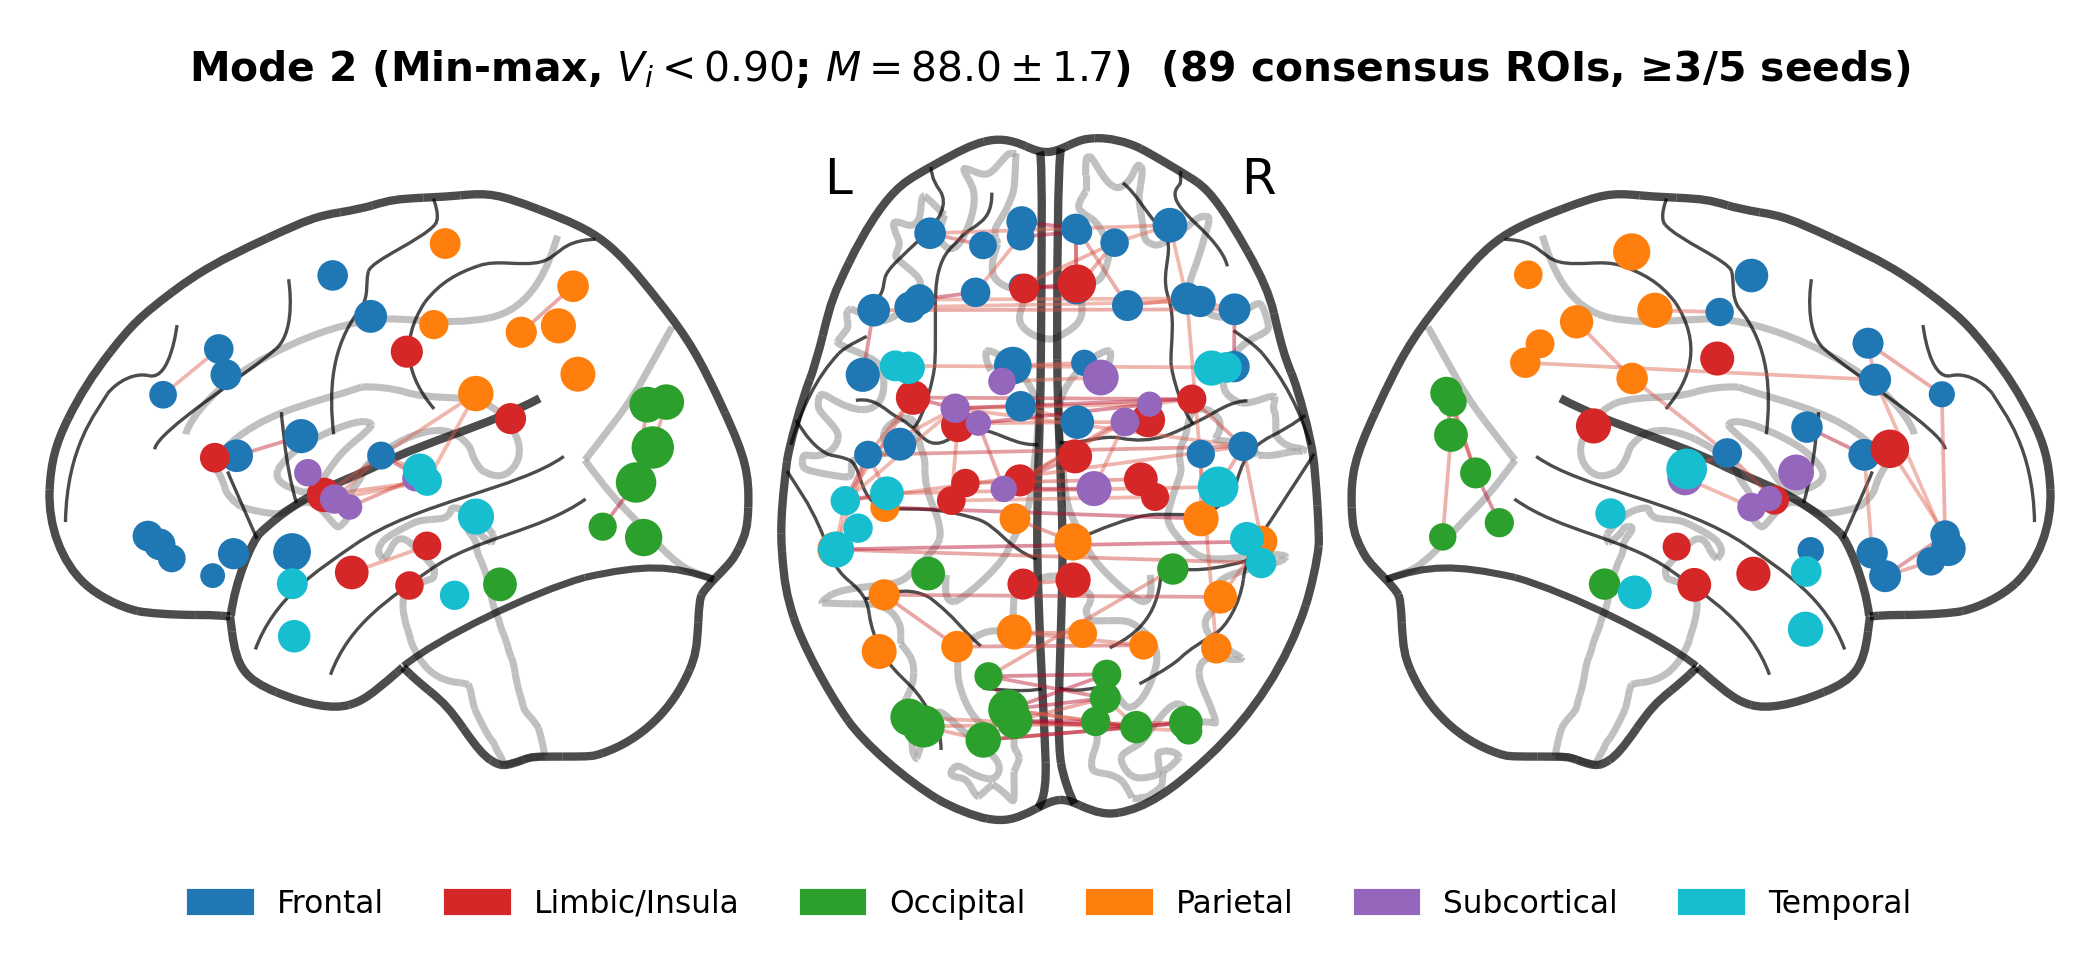 Mode 2 (Min-max, Vᵢ < 0.90; M = 88.0 ± 1.7) (89 consensus ROIs, ≥3/5 seeds)
L R
Frontal Limbic/Insula Occipital Parietal Subcortical Temporal